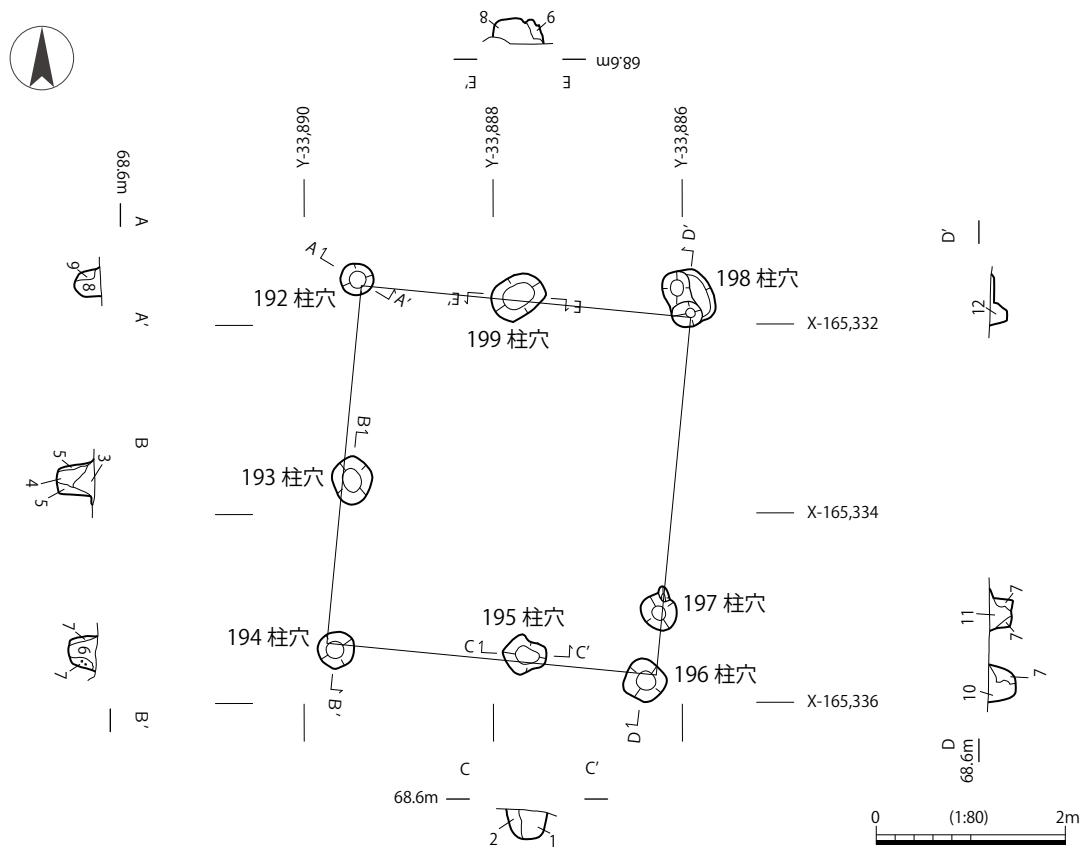 8 6
68.6m
E' E
Y-33,890
Y-33,888
Y-33,886
68.6m
A
9 8
A'
A A'
192 柱穴
E' E
199 柱穴
D'
198 柱穴
X-165,332
D'
12
B
5 3
4
5
B
193 柱穴
X-165,334
7
6
7
B'
194 柱穴
B'
195 柱穴
C C'
197 柱穴
196 柱穴
D
X-165,336
7
11
7
7
10
D
68.6m
C C'
68.6m
2 1
0 (1:80) 2m